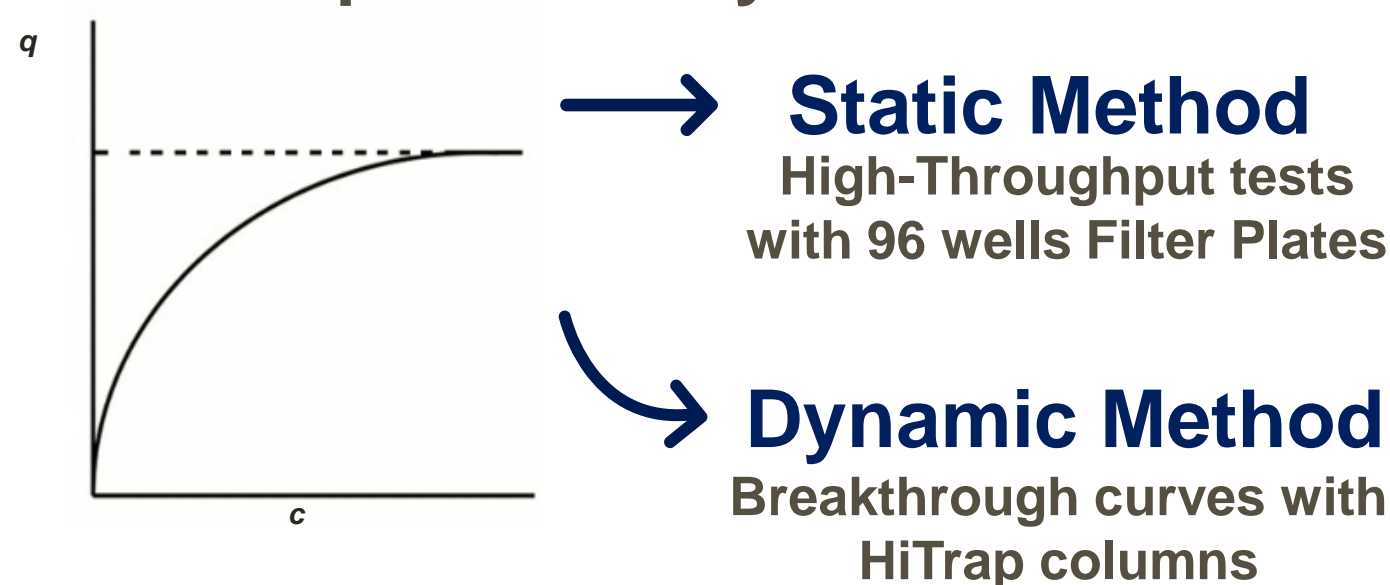 q
c
Static Method
High-Throughput tests
with 96 wells Filter Plates
Dynamic Method
Breakthrough curves with
HiTrap columns